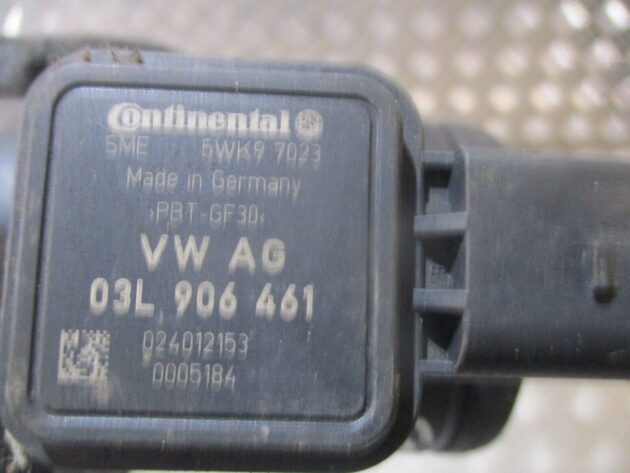 Continental
SME 5WK9 7023
Made in Germany
>PBT-GF30<
VW AG
03L 906 461
024012153
0005184